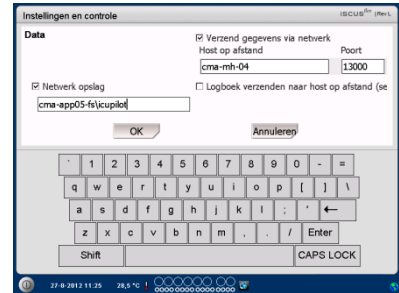 Instellingen en controle
ISCUSflex |RevL
Data
Verzend gegevens via netwerk
Host op afstand Poort
cma-mh-04 13000
Netwerk opslag
Logboek verzenden naar host op afstand (se
cma-app05-fs\icupilot
OK Annuleren
` 1 2 3 4 5 6 7 8 9 0 - =
q w e r t y u i o p [ ] \
a s d f g h j k l ; ' ←
z x c v b n m , . / Enter
Shift CAPS LOCK
27-8-2012 11:25 28,5 °C